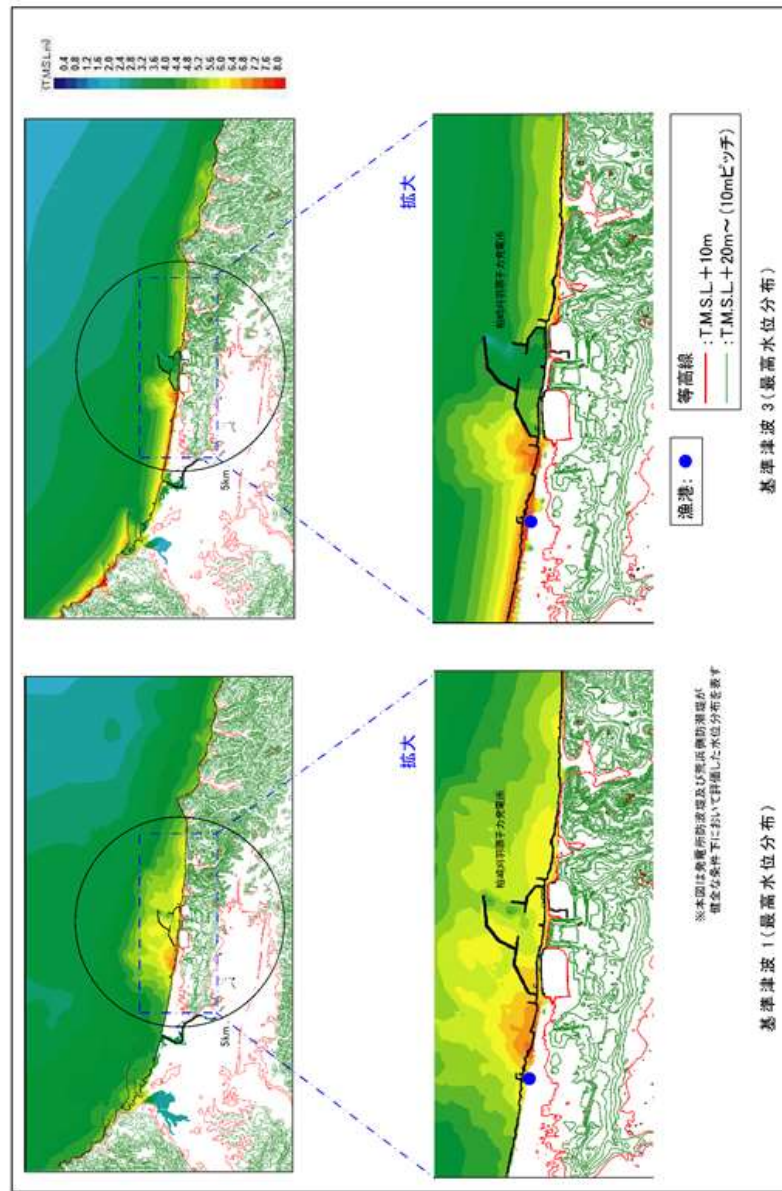 (T.M.S.L.m)
0.4
0.8
1.2
1.6
2.0
2.4
2.8
3.2
3.6
4.0
4.4
4.8
5.2
5.6
6.0
6.4
6.8
7.2
7.6
8.0
5km
拡大
柏崎刈羽原子力発電所
※本図は発電所防波堤及び荒浜側防潮堤が
健全な条件下において評価した水位分布を表す
基準津波1(最高水位分布)
5km
拡大
柏崎刈羽原子力発電所
漁港:
等高線
:T.M.S.L.+10m
:T.M.S.L.+20m~(10mピッチ)
基準津波3(最高水位分布)